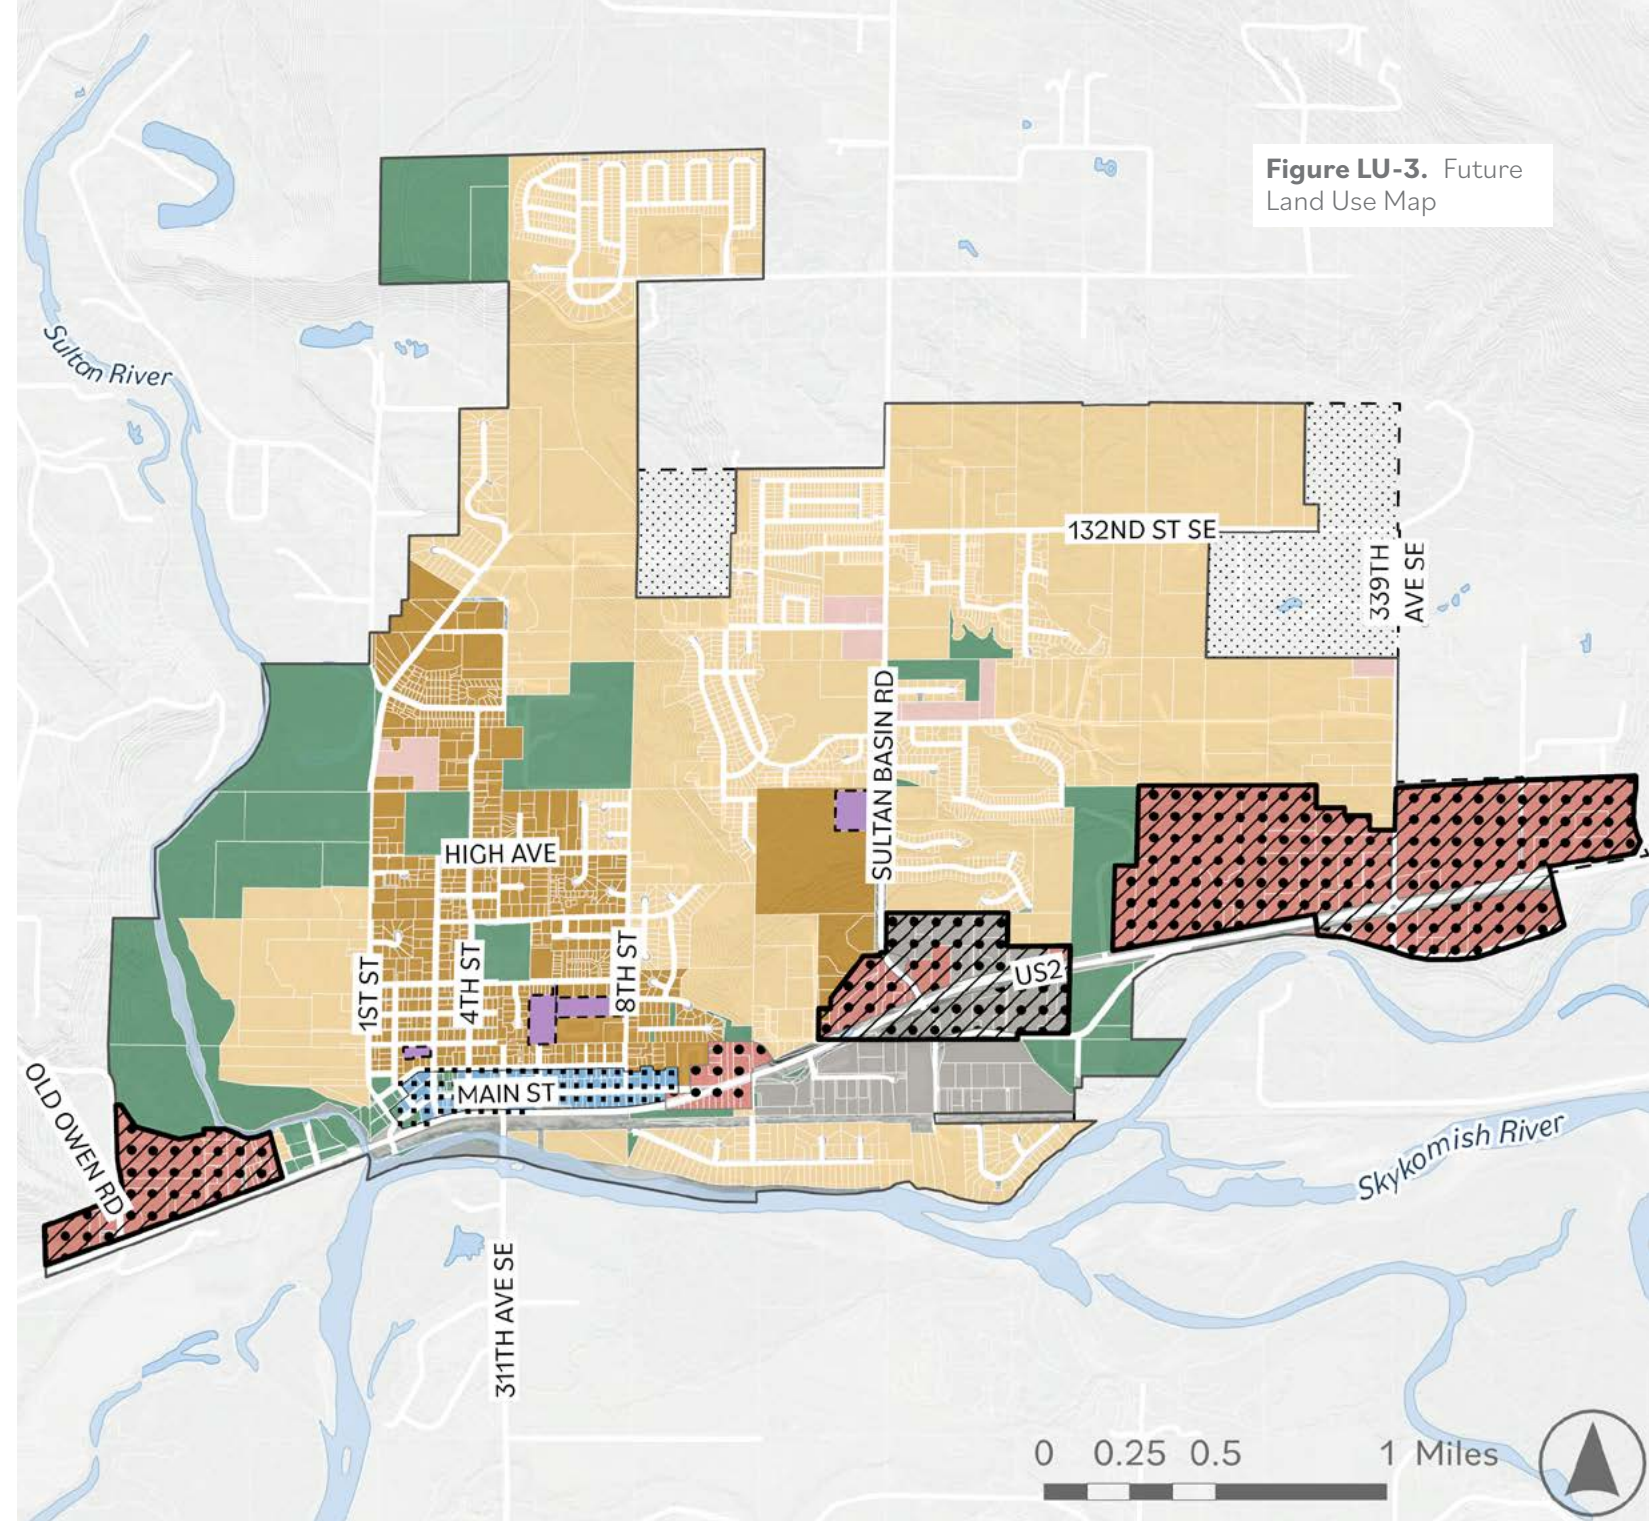 Figure LU-3. Future
Land Use Map
Sultan River
132ND ST SE
339TH
AVE SE
SULTAN BASIN RD
HIGH AVE
1ST ST
4TH ST
8TH ST
US2
MAIN ST
OLD OWEN RD
Skykomish River
311TH AVE SE
0 0.25 0.5 1 Miles